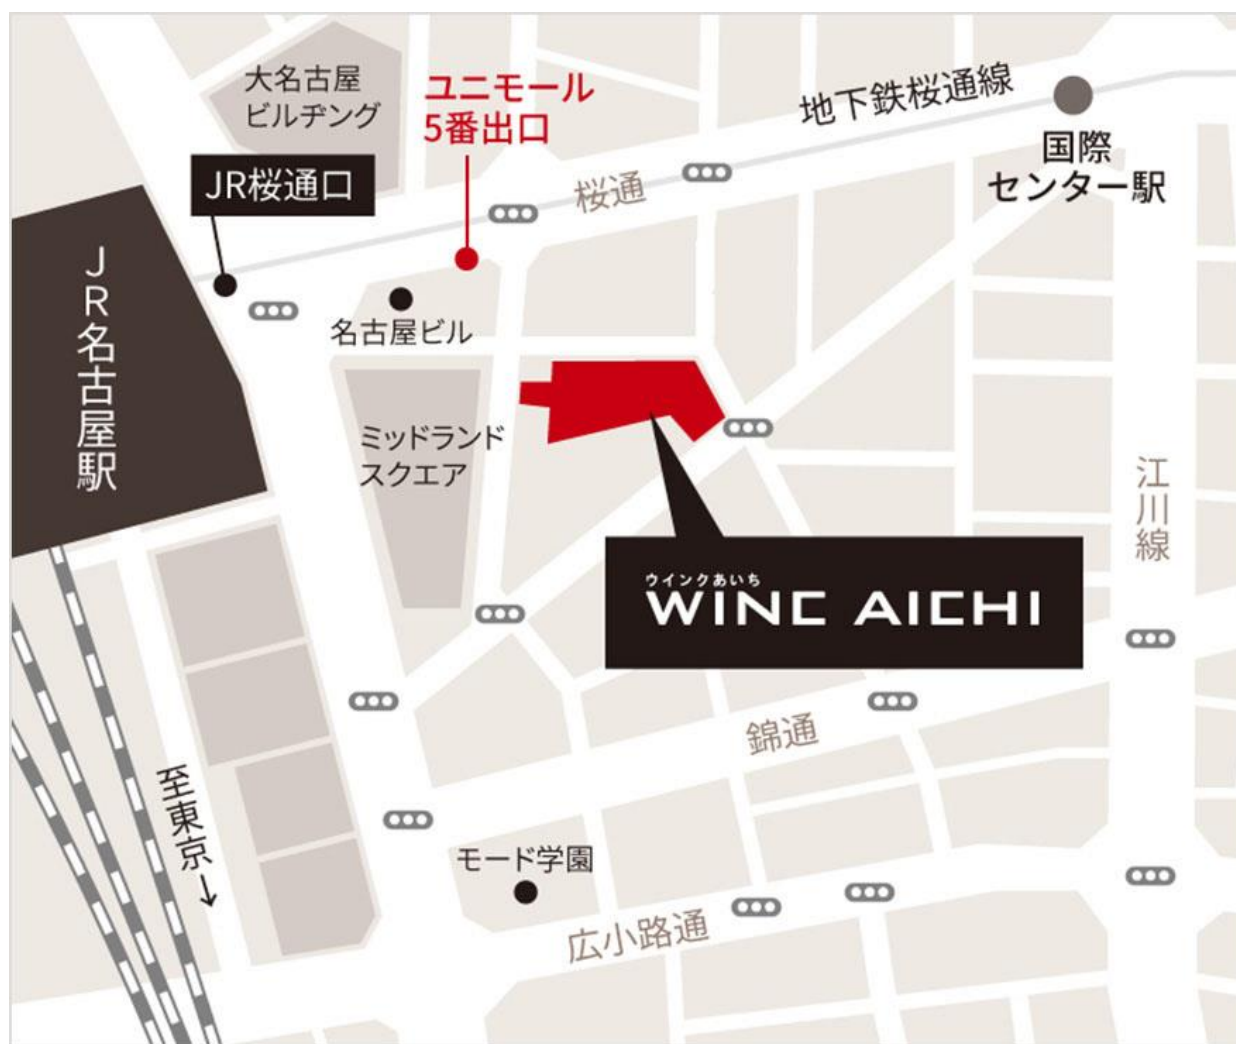 大名古屋
ビルヂング
ユニモール
5番出口
地下鉄桜通線
国際
センター駅
JR桜通口
桜通
JR名古屋駅
名古屋ビル
ミッドランド
スクエア
江川線
ウインクあいち
WINC AICHI
錦通
至東京→
モード学園
広小路通